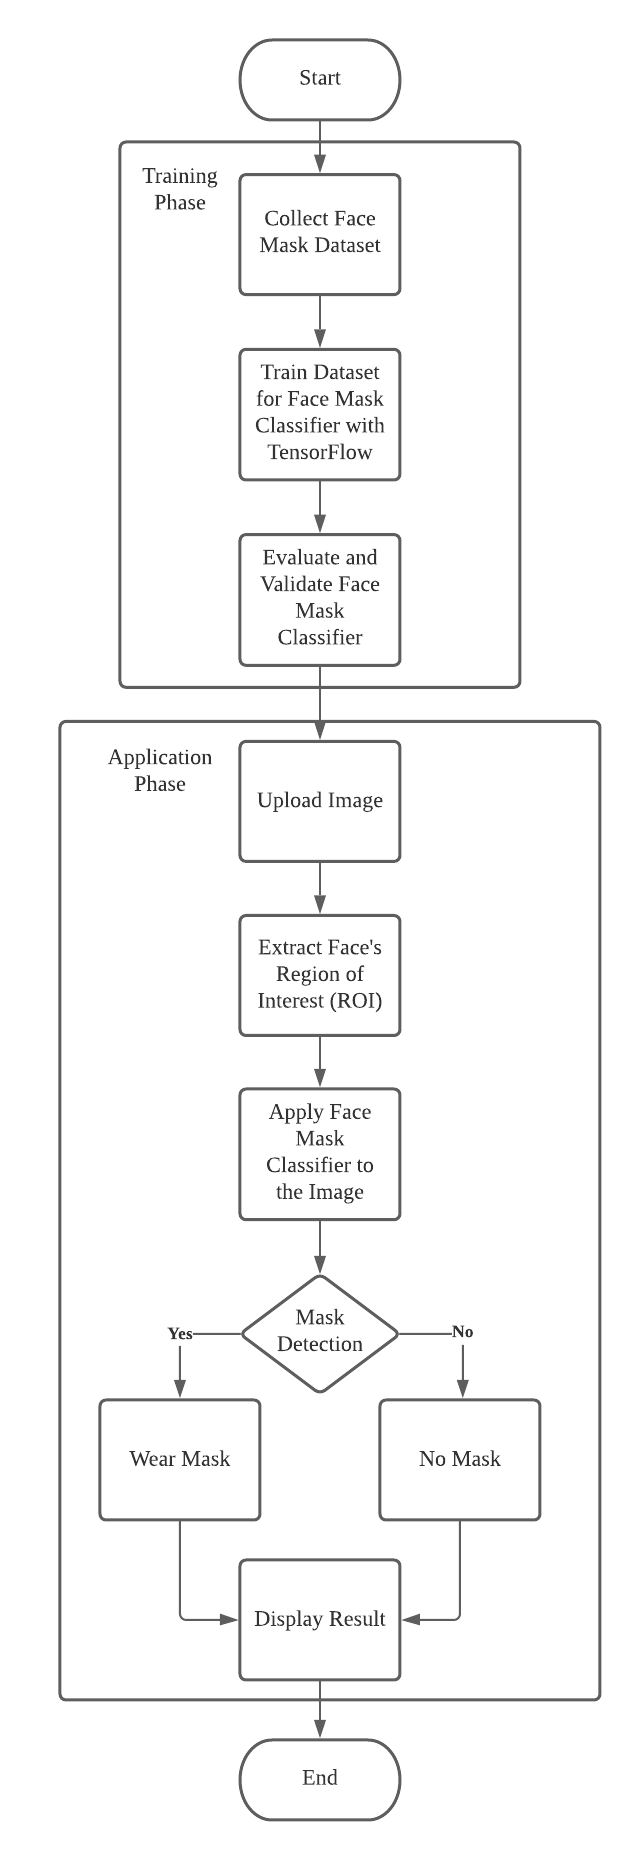 Start
Training
Phase
Collect Face
Mask Dataset
Train Dataset
for Face Mask
Classifier with
TensorFlow
Evaluate and
Validate Face
Mask
Classifier
Application
Phase
Upload Image
Extract Face's
Region of
Interest (ROI)
Apply Face
Mask
Classifier to
the Image
Mask
Detection
Yes
No
Wear Mask
No Mask
Display Result
End